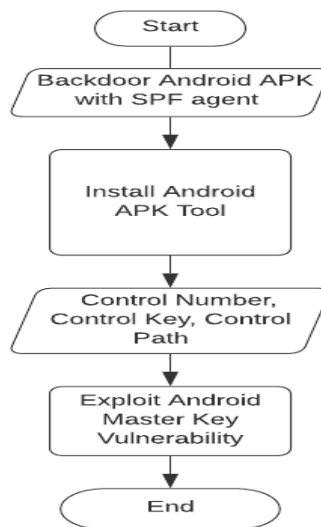 Start
Backdoor Android APK
with SPF agent
Install Android
APK Tool
Control Number,
Control Key, Control
Path
Exploit Android
Master Key
Vulnerability
End